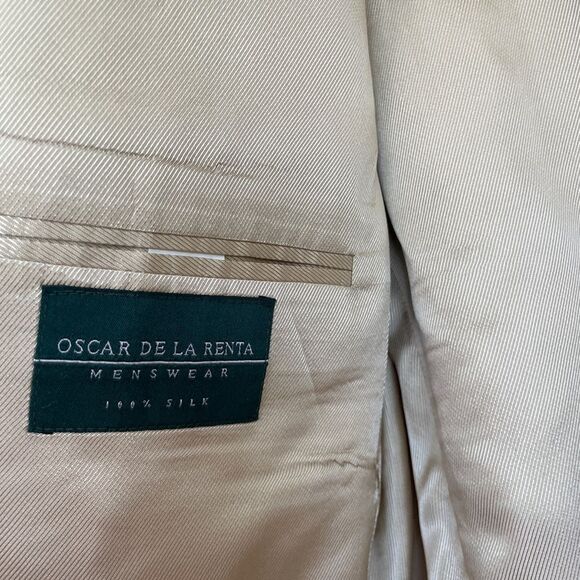 OSCAR DE LA RENTA
MENSWEAR
100% SILK